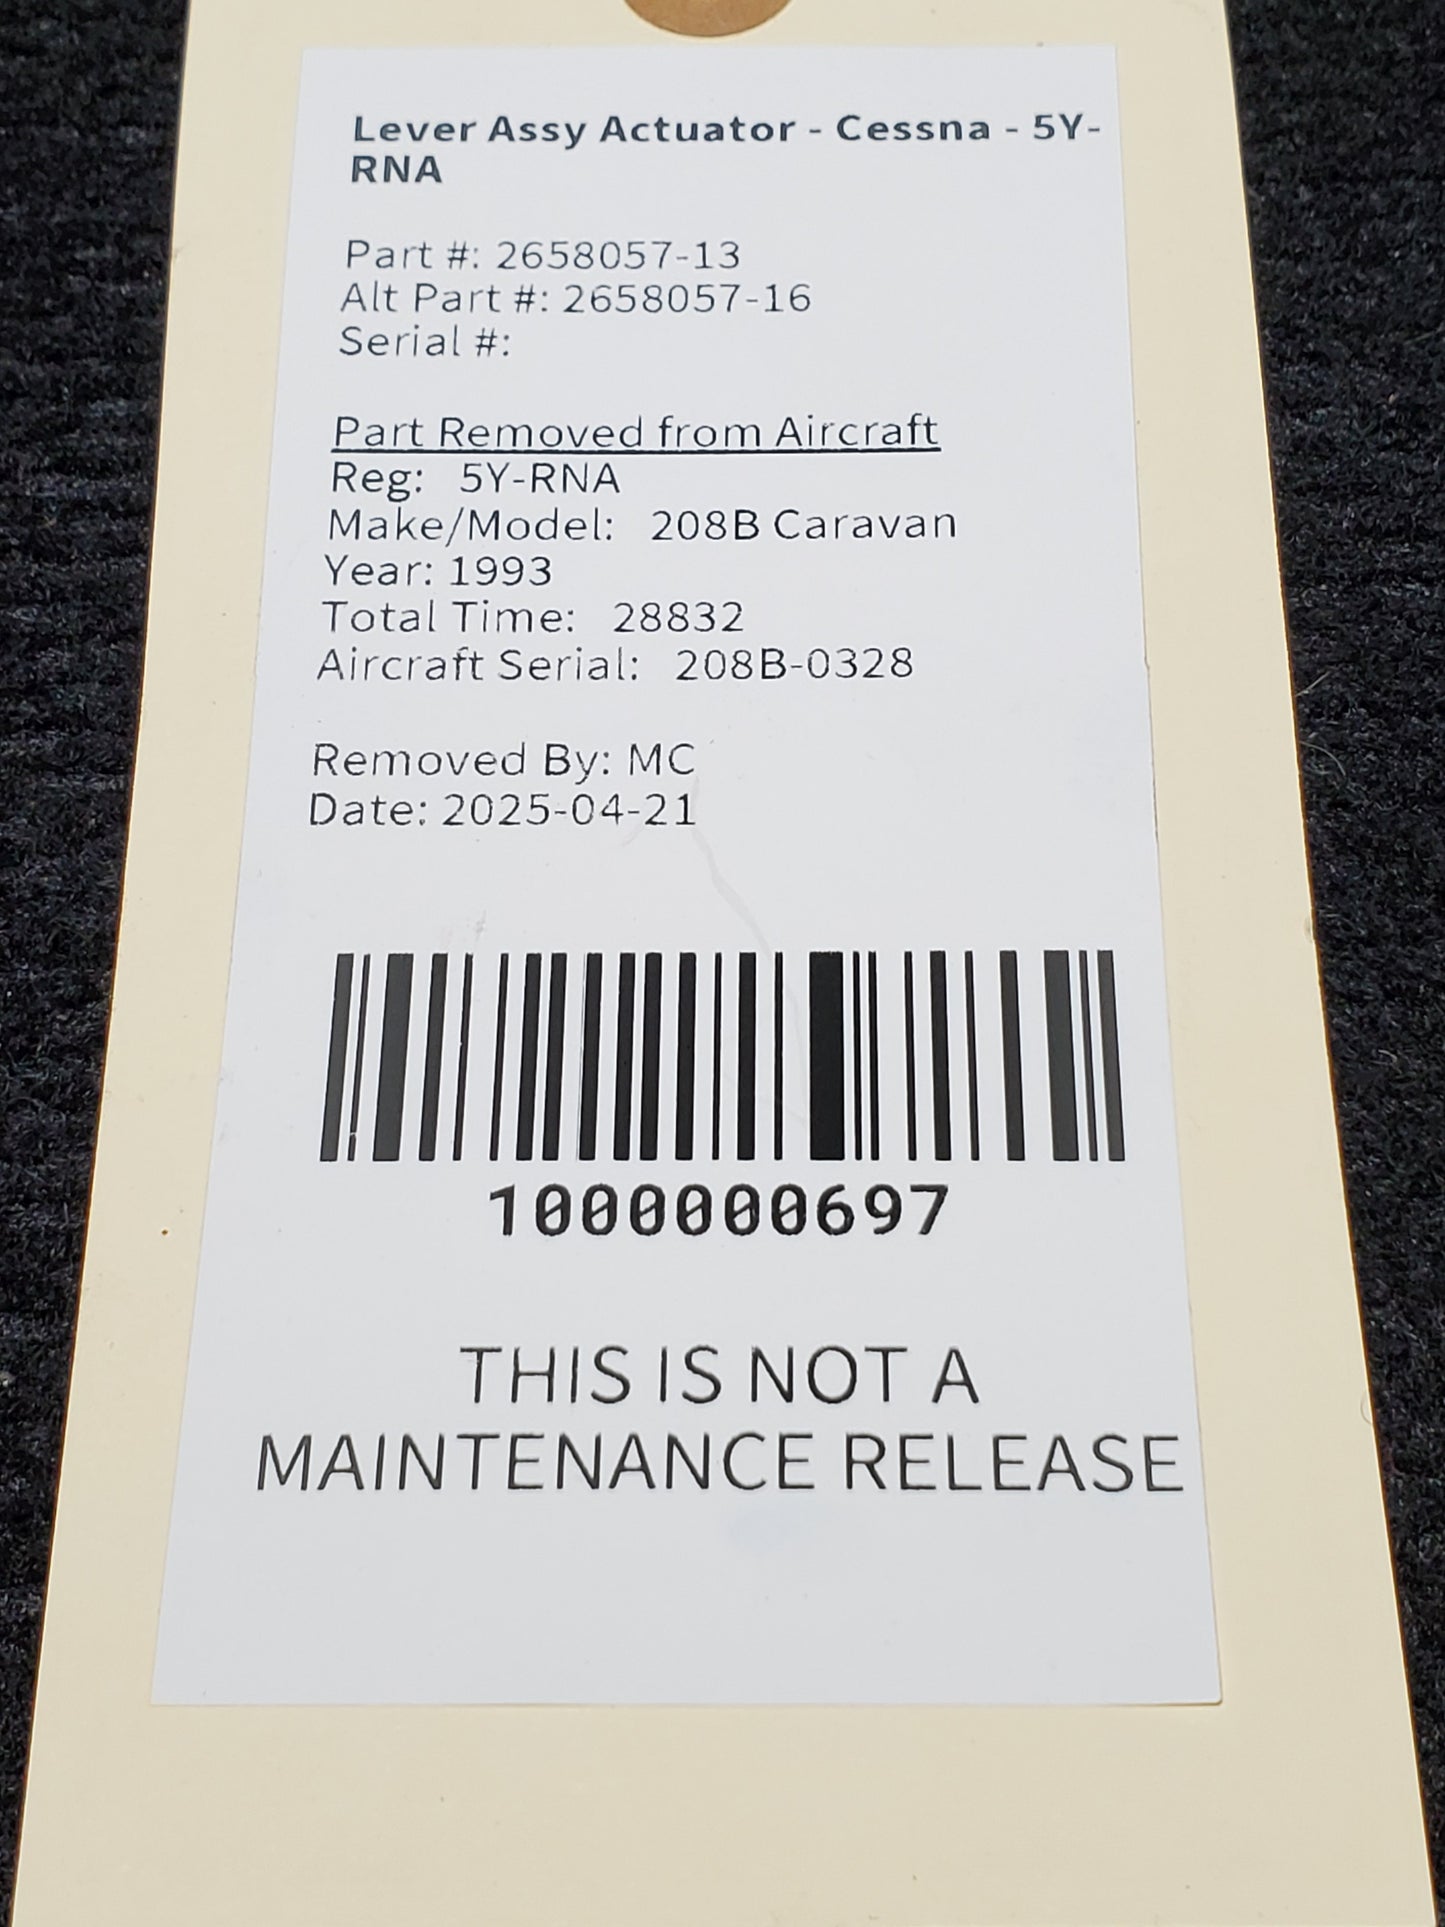 Lever Assy Actuator - Cessna - 5Y-
RNA
Part #: 2658057-13
Alt Part #: 2658057-16
Serial #:
Part Removed from Aircraft
Reg: 5Y-RNA
Make/Model: 208B Caravan
Year: 1993
Total Time: 28832
Aircraft Serial: 208B-0328
Removed By: MC
Date: 2025-04-21
1000000697
THIS IS NOT A
MAINTENANCE RELEASE